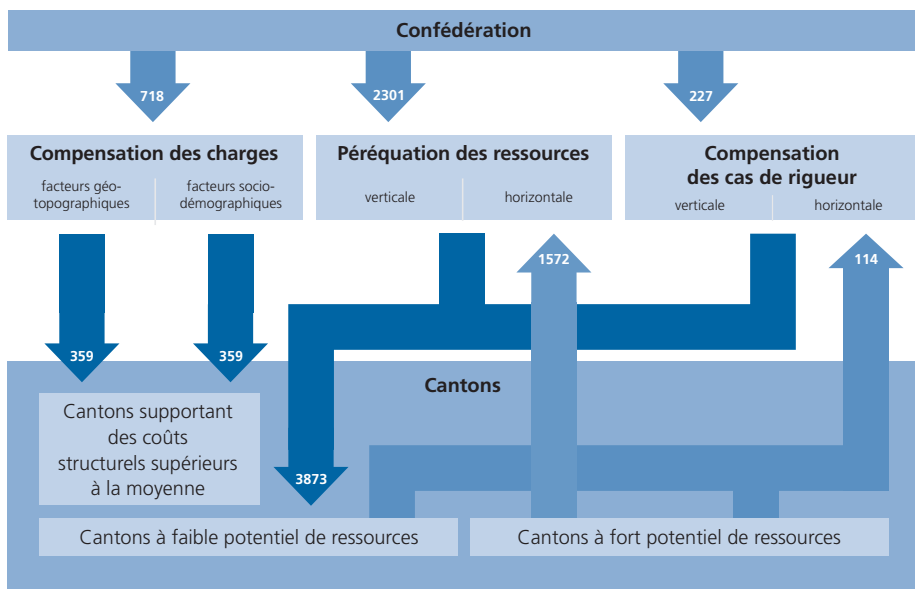 Confédération
718
2301
227
Compensation des charges
facteurs géo-
topographiques
facteurs socio-
démographiques
Péréquation des ressources
verticale
horizontale
Compensation
des cas de rigueur
verticale
horizontale
1572
114
359
359
Cantons
Cantons supportant
des coûts
structurels supérieurs
à la moyenne
3873
Cantons à faible potentiel de ressources
Cantons à fort potentiel de ressources